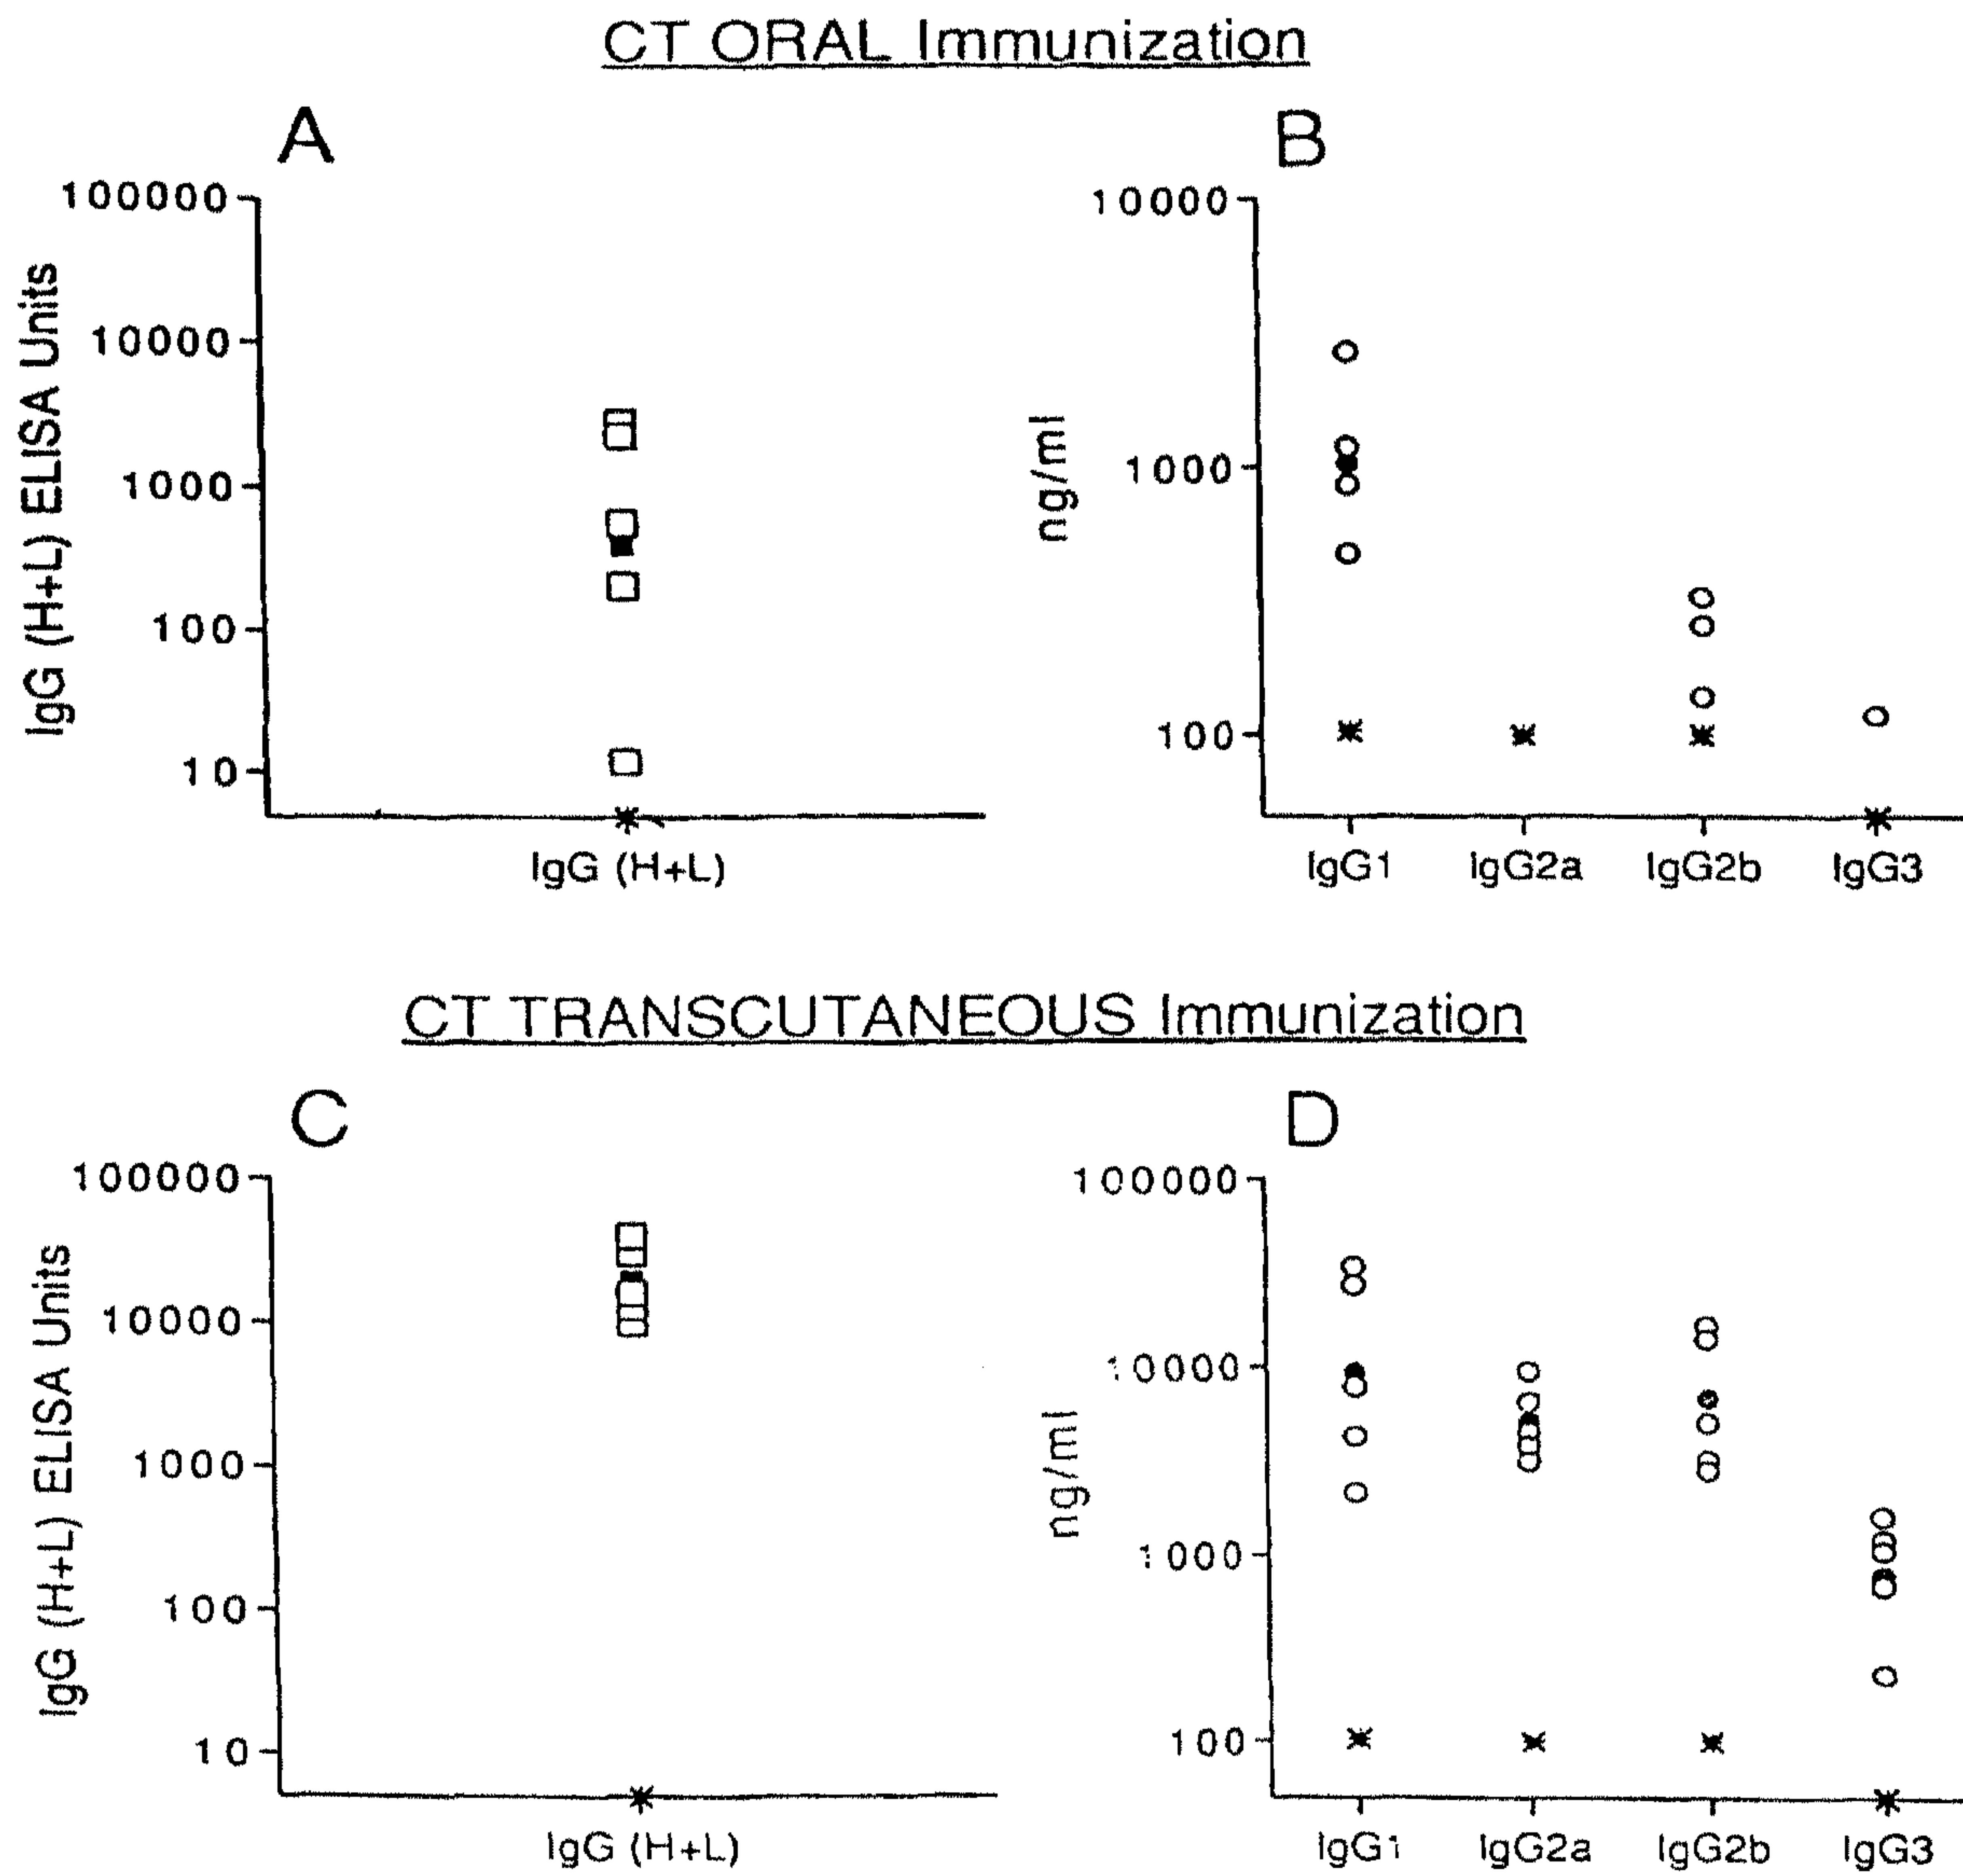 CT ORAL Immunization
A
B
100000
10000
1000
100
10
IgG (H+L) ELISA Units
IgG (H+L)
10000
1000
100
ng/ml
IgG1 IgG2a IgG2b IgG3
CT TRANSCUTANEOUS Immunization
C
D
100000
10000
1000
100
10
IgG (H+L) ELISA Units
IgG (H+L)
100000
10000
1000
100
ng/ml
IgG1 IgG2a IgG2b IgG3